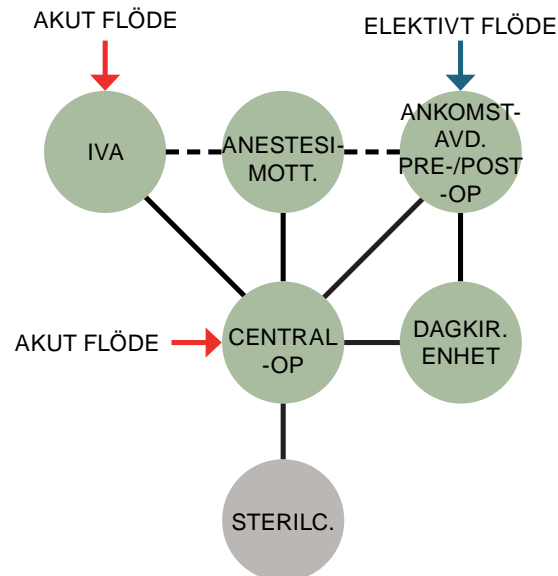 AKUT FLÖDE
ELEKTIVT FLÖDE
IVA
ANESTESI-
MOTT.
ANKOMST-
AVD.
PRE-/POST
-OP
AKUT FLÖDE
CENTRAL
-OP
DAGKIR.
ENHET
STERILC.